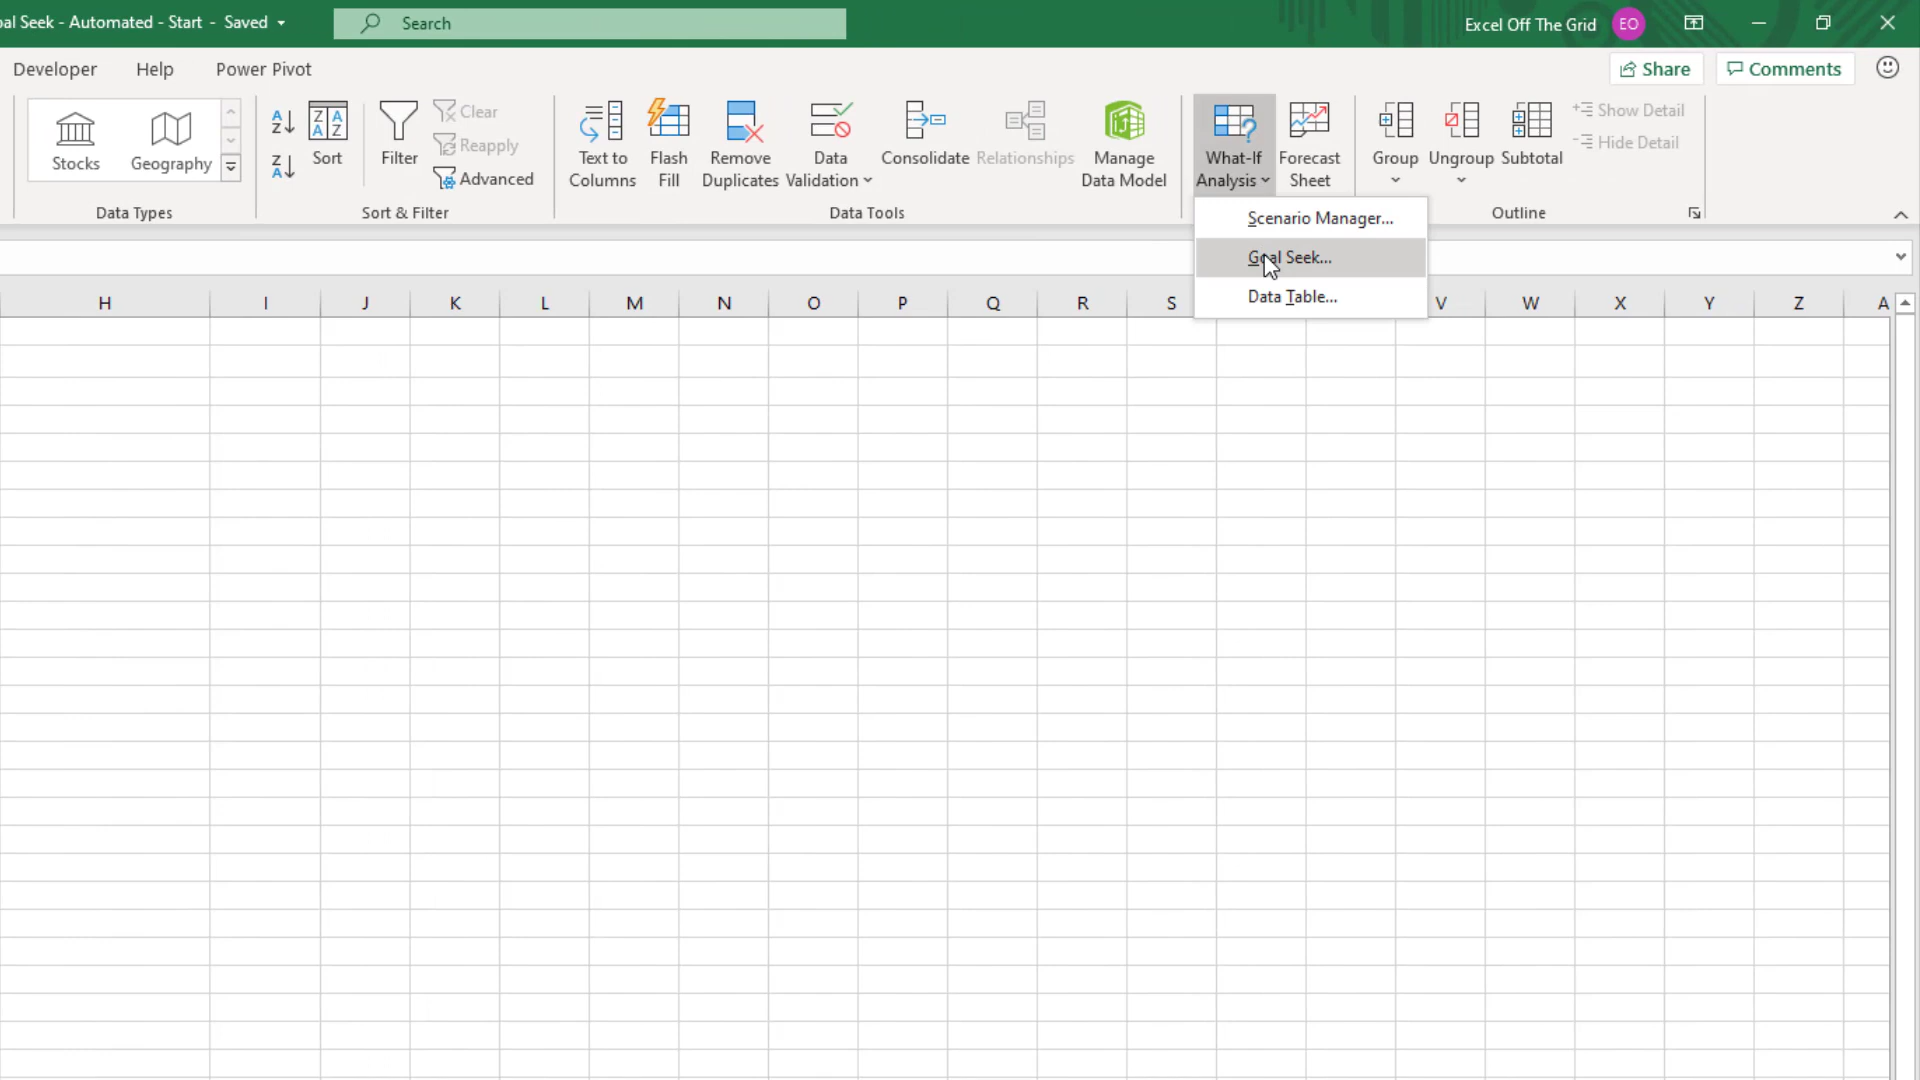 oal Seek - Automated - Start - Saved
Search
Excel Off The Grid
EO
Developer
Help
Power Pivot
Share
Comments
Stocks
Geography
Data Types
Sort
Filter
Clear
Reapply
Advanced
Sort & Filter
Text to
Columns
Flash
Fill
Remove
Duplicates
Data
Validation
Consolidate
Relationships
Manage
Data Model
Data Tools
What-If
Analysis
Forecast
Sheet
Group
Ungroup
Subtotal
Show Detail
Hide Detail
Outline
Scenario Manager...
Goal Seek...
Data Table...
H I J K L M N O P Q R S V W X Y Z A